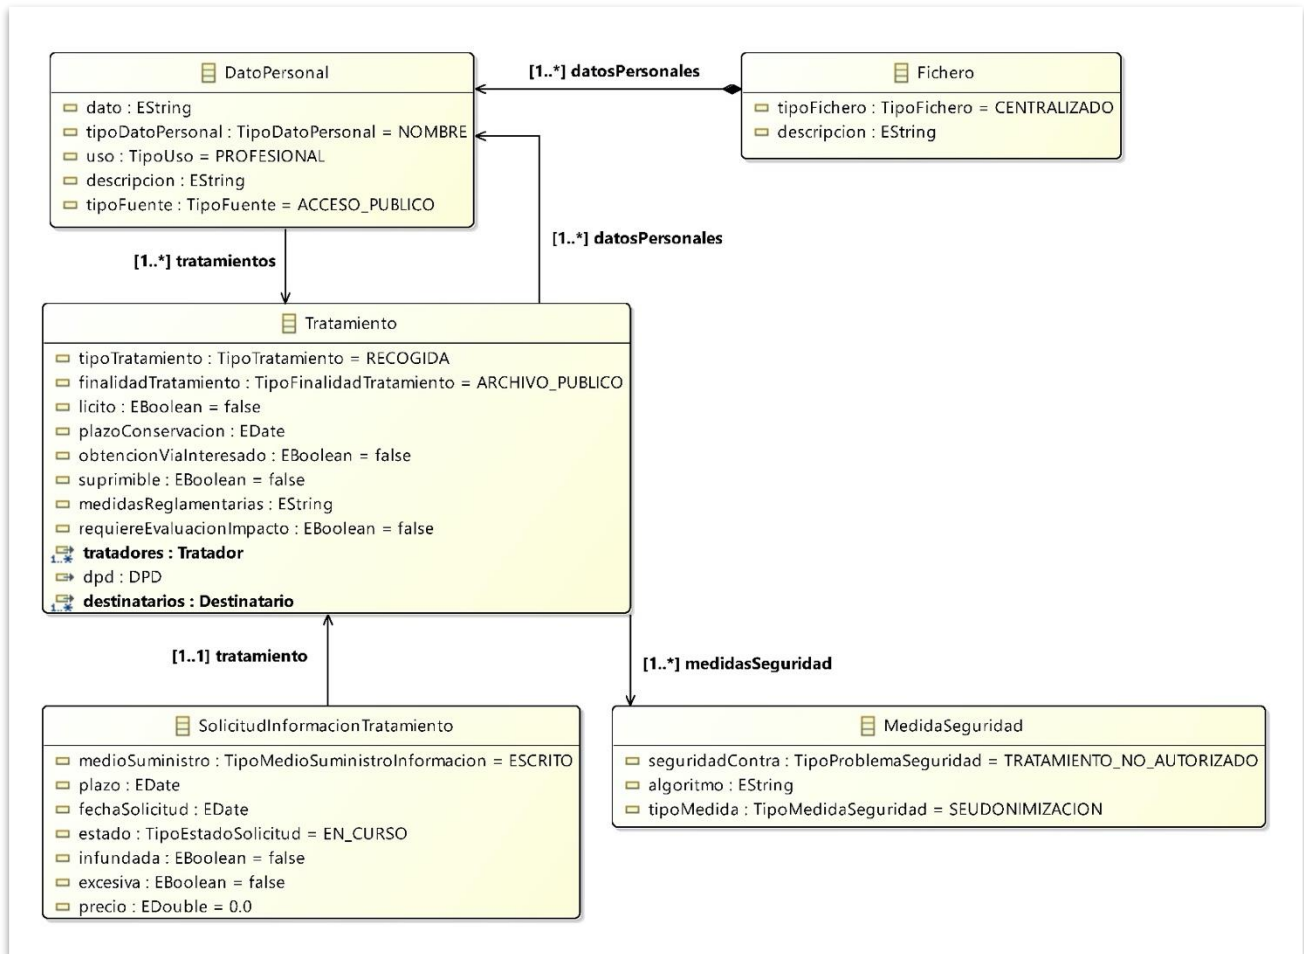 DatoPersonal
dato : EString
tipoDatoPersonal : TipoDatoPersonal = NOMBRE
uso : TipoUso = PROFESIONAL
descripcion : EString
tipoFuente : TipoFuente = ACCESO_PUBLICO
[1..*] datosPersonales
Fichero
tipoFichero : TipoFichero = CENTRALIZADO
descripcion : EString
[1..*] tratamientos
[1..*] datosPersonales
Tratamiento
tipoTratamiento : TipoTratamiento = RECOGIDA
finalidadTratamiento : TipoFinalidadTratamiento = ARCHIVO_PUBLICO
licito : EBoolean = false
plazoConservacion : EDate
obtencionViaInteresado : EBoolean = false
suprimible : EBoolean = false
medidasReglamentarias : EString
requiereEvaluacionImpacto : EBoolean = false
1..* tratadores : Tratador
dpd : DPD
1..* destinatarios : Destinatario
[1..1] tratamiento
[1..*] medidasSeguridad
SolicitudInformacionTratamiento
medioSuministro : TipoMedioSuministroInformacion = ESCRITO
plazo : EDate
fechaSolicitud : EDate
estado : TipoEstadoSolicitud = EN_CURSO
infundada : EBoolean = false
excesiva : EBoolean = false
precio : EDouble = 0.0
MedidaSeguridad
seguridadContra : TipoProblemaSeguridad = TRATAMIENTO_NO_AUTORIZADO
algoritmo : EString
tipoMedida : TipoMedidaSeguridad = SEUDONIMIZACION